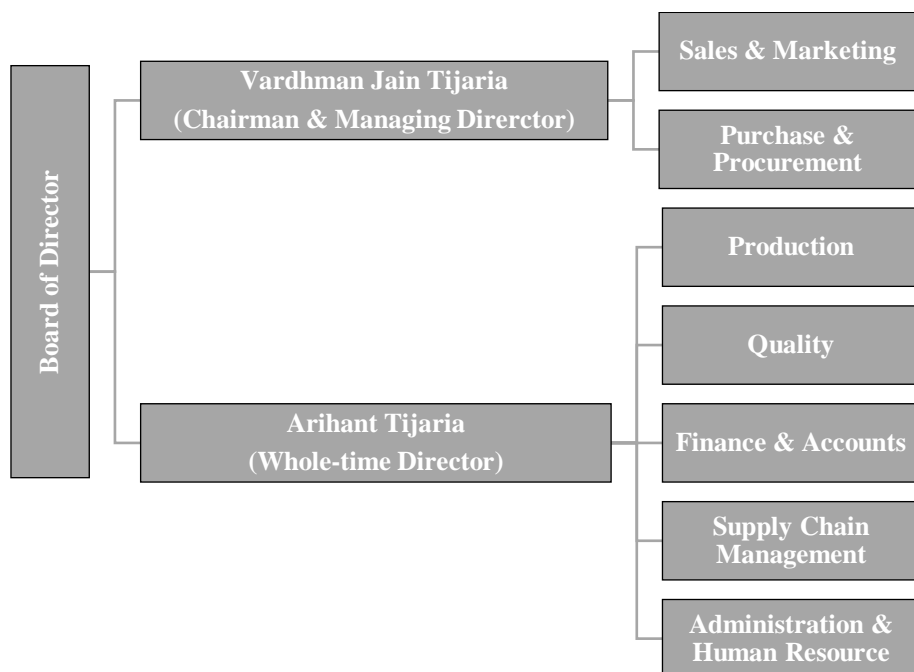 Board of Director
Vardhman Jain Tijaria
(Chairman & Managing Direrctor)
Sales & Marketing
Purchase &
Procurement
Arihant Tijaria
(Whole-time Director)
Production
Quality
Finance & Accounts
Supply Chain
Management
Administration &
Human Resource